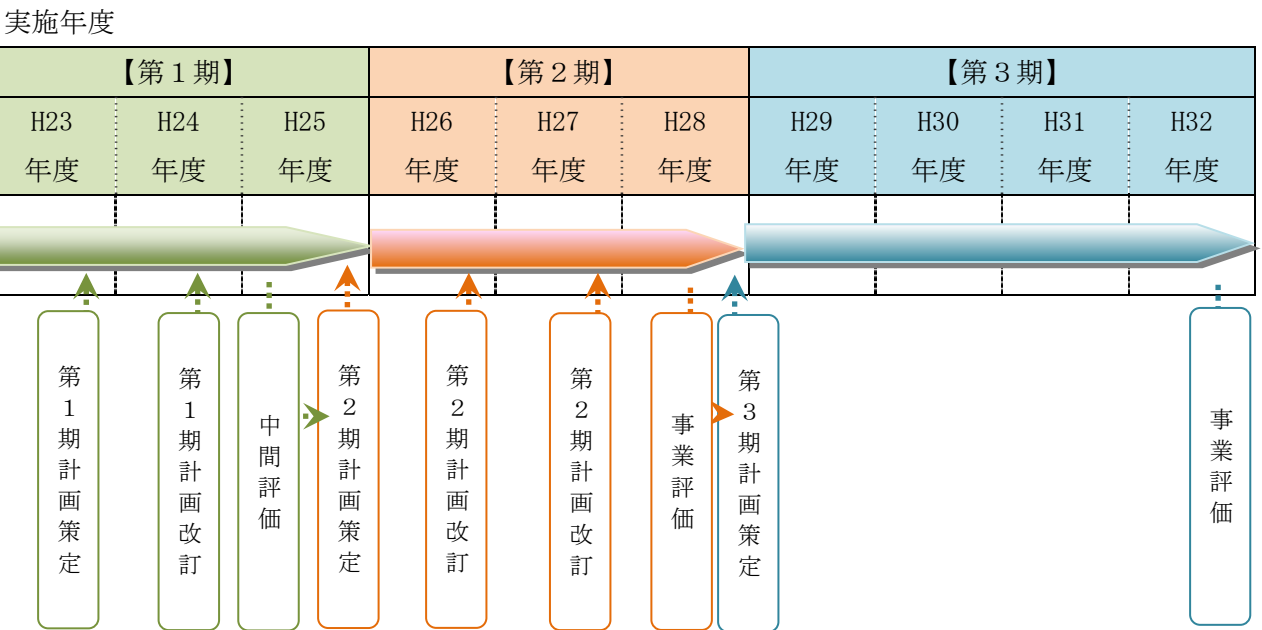 実施年度
【第1期】 【第2期】 【第3期】
H23 H24 H25 H26 H27 H28 H29 H30 H31 H32
年度 年度 年度 年度 年度 年度 年度 年度 年度 年度
第1期計画策定
第1期計画改訂
中間評価
第2期計画策定
第2期計画改訂
第2期計画改訂
事業評価
第3期計画策定
事業評価